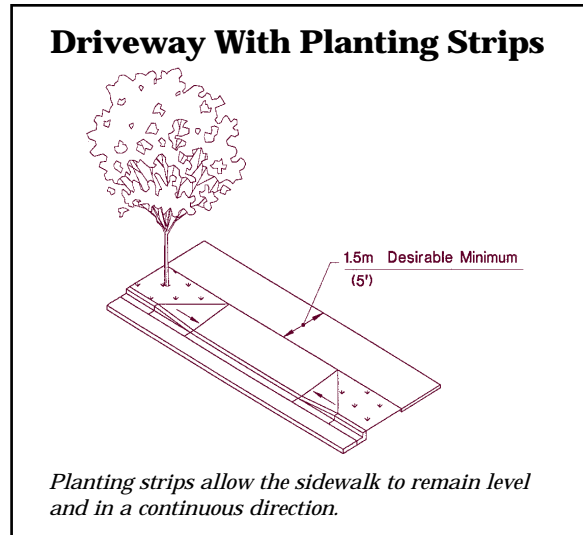 Driveway With Planting Strips
1.5m Desirable Minimum
(5')
Planting strips allow the sidewalk to remain level
and in a continuous direction.